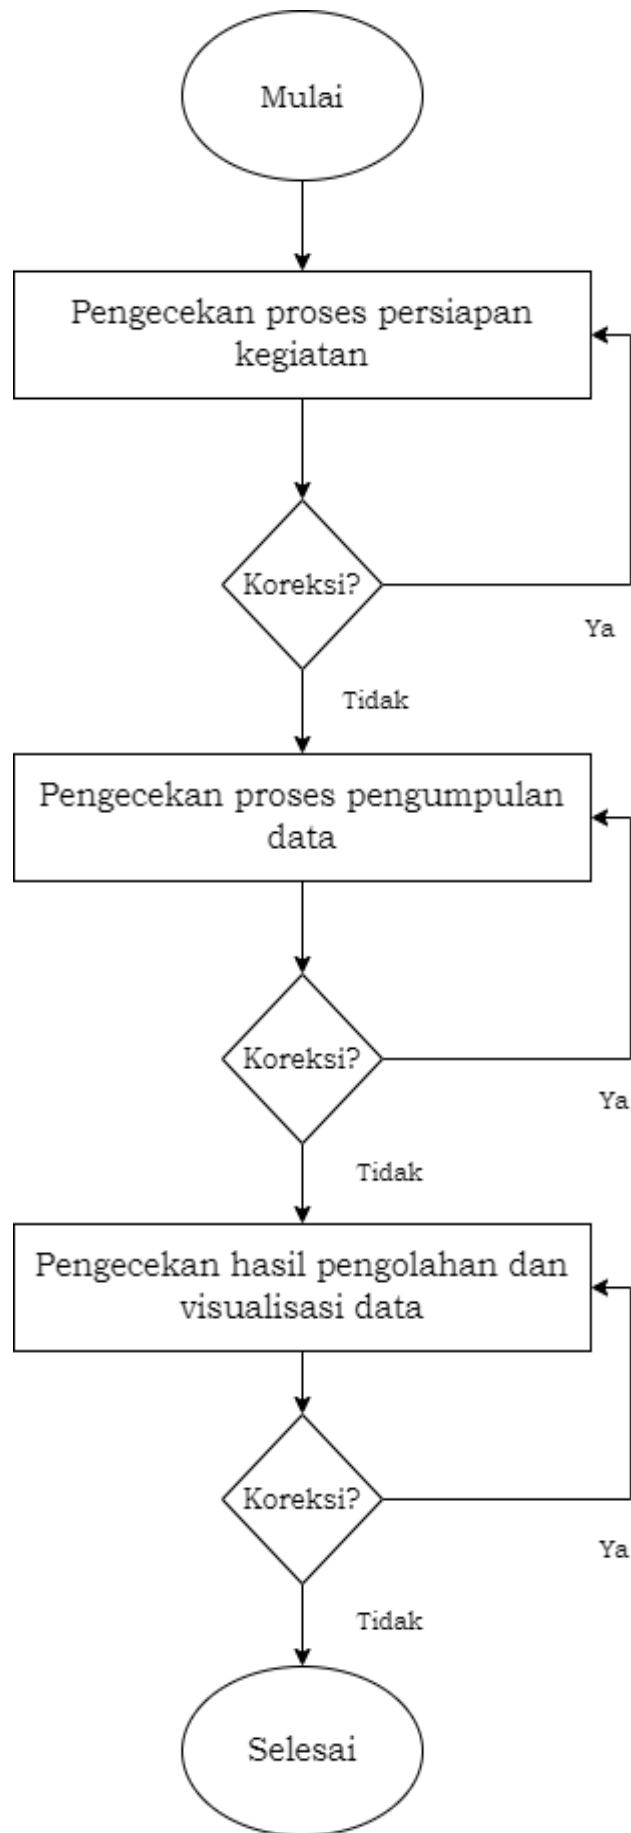 Mulai
Pengecekan proses persiapan
kegiatan
Koreksi?
Ya
Tidak
Pengecekan proses pengumpulan
data
Koreksi?
Ya
Tidak
Pengecekan hasil pengolahan dan
visualisasi data
Koreksi?
Ya
Tidak
Selesai